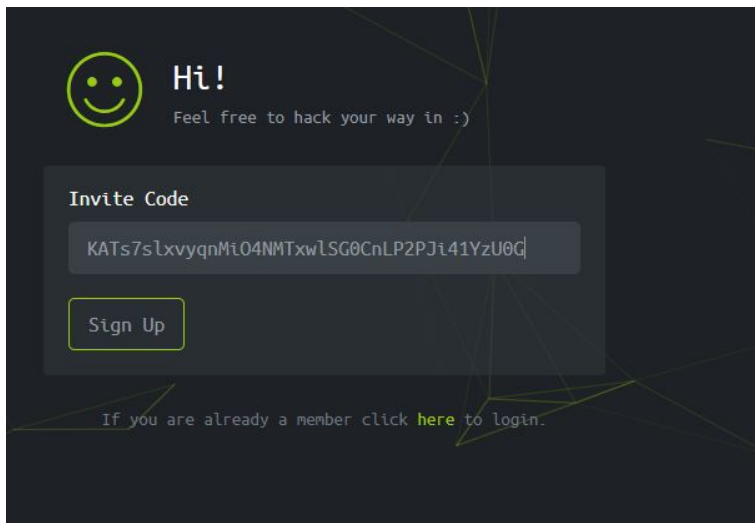 Hi!
Feel free to hack your way in :)
Invite Code
KATs7slxvyqnMiO4NMTxwlSG0CnLP2PJi41YzU0G
Sign Up
If you are already a member click here to login.